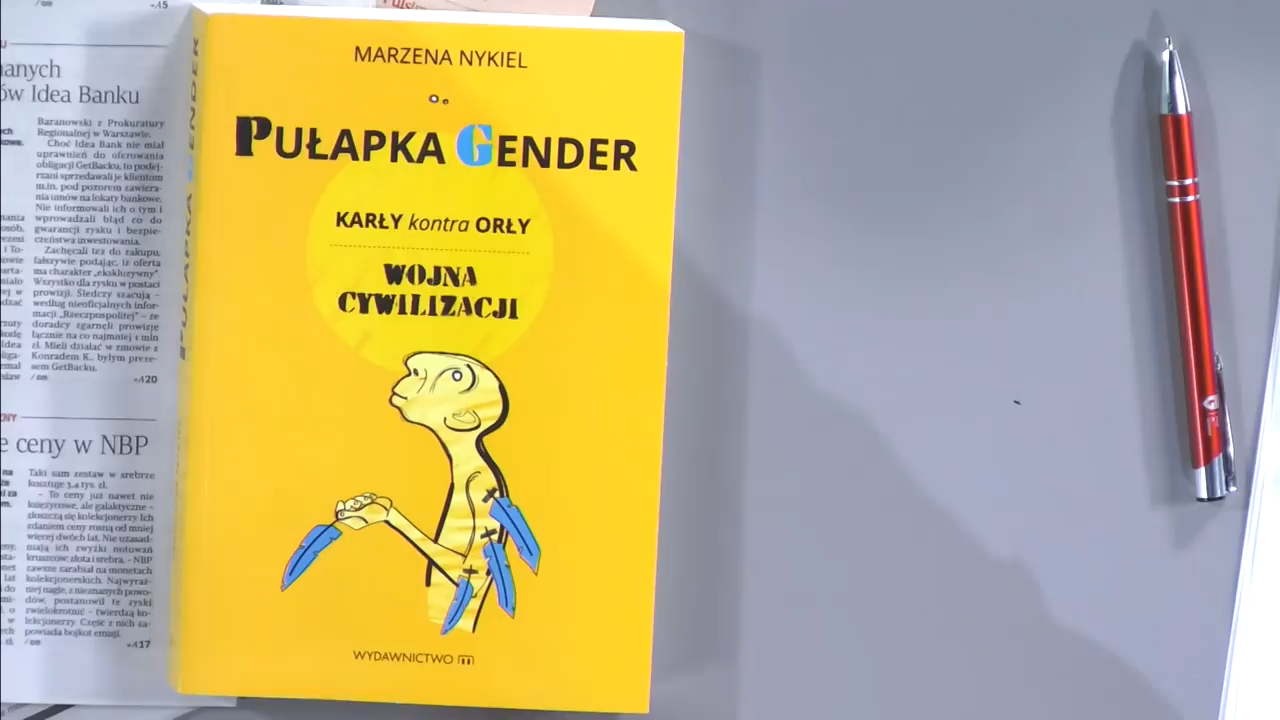 MARZENA NYKIEL
PUŁAPKA GENDER
KARŁY kontra ORŁY
WOJNA
CYWILIZACJI
WYDAWNICTWO m
PUŁAPKA GENDER
A5
anych
ów Idea Banku
Baranowski z Prokuratury
Regionalnej w Warszawie.
Choć Idea Bank nie miał
uprawnień do oferowania
obligacji GetBacku, to podej-
rzani sprzedawali je klientom
m.in. pod pozorem zawiera-
nia umów na lokaty bankowe.
Nie informowali ich o tym i
wprowadzali błąd co do
gwarancji zysku i bezpie-
czeństwa inwestowania.
Zachęcali też do zakupu,
fałszywie podając, iż oferta
ma charakter „ekskluzywny”.
Wszystko dla zysku w postaci
prowizji. Śledczy szacują –
według nieoficjalnych infor-
macji „Rzeczpospolitej” – że
doradcy zgarnęli prowizje
łącznie na co najmniej 1 mln
zł. Mieli działać w zmowie z
Konradem K., byłym preze-
sem GetBacku.
A20
ZNY
e ceny w NBP
Taki sam zestaw w srebrze
kosztuje 3,4 tys. zł.
– To ceny już nawet nie
księżycowe, ale galaktyczne –
złoszczą się kolekcjonerzy. Ich
zdaniem ceny rosną od mniej
więcej dwóch lat. Nie uzasad-
niają ich zwyżki notowań
kruszców: złota i srebra. – NBP
zawsze zarabiał na monetach
kolekcjonerskich. Najwyraź-
niej nagle, z nieznanych powo-
dów, postanowił te zyski
zwielokrotnić – twierdzą ko-
lekcjonerzy. Część z nich za-
powiada bojkot emisji.
A17